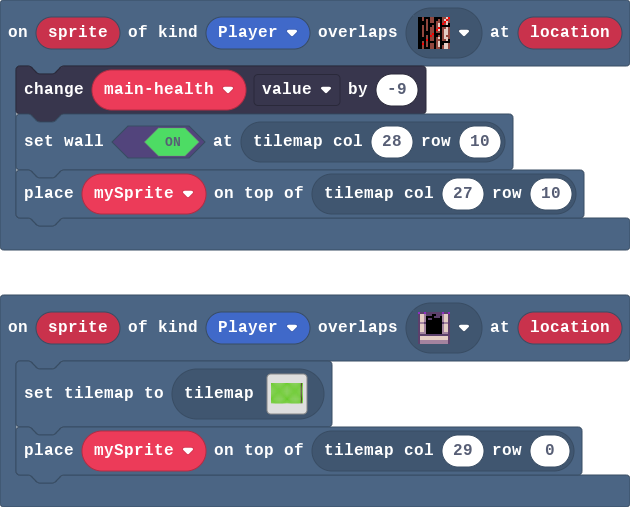 on sprite of kind Player overlaps at location
change main-health value by -9
set wall ON at tilemap col 28 row 10
place mySprite on top of tilemap col 27 row 10
on sprite of kind Player overlaps at location
set tilemap to tilemap
place mySprite on top of tilemap col 29 row 0